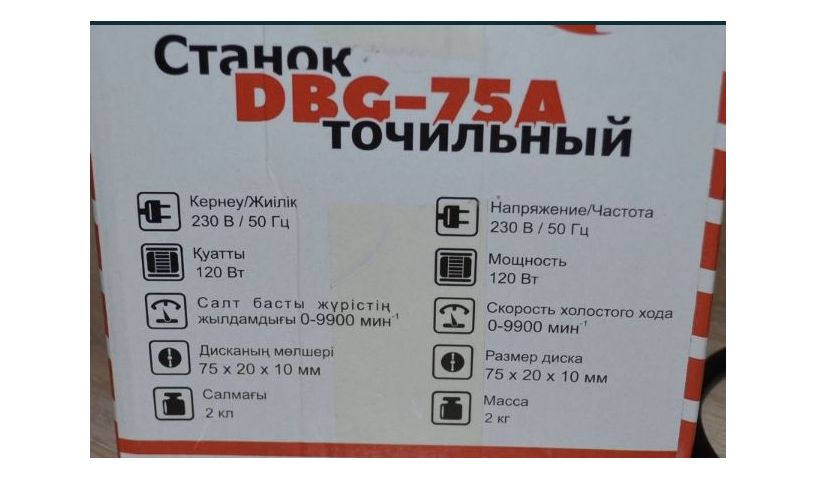 Станок
DBG-75A
точильный
Кернеу/Жиілік
230 В / 50 Гц
Қуатты
120 Вт
Салт басты жүрістің
жылдамдығы 0-9900 мин⁻¹
Дисканың мөлшері
75 x 20 x 10 мм
Салмағы
2 кл
Напряжение/Частота
230 В / 50 Гц
Мощность
120 Вт
Скорость холостого хода
0-9900 мин⁻¹
Размер диска
75 x 20 x 10 мм
Масса
2 кг